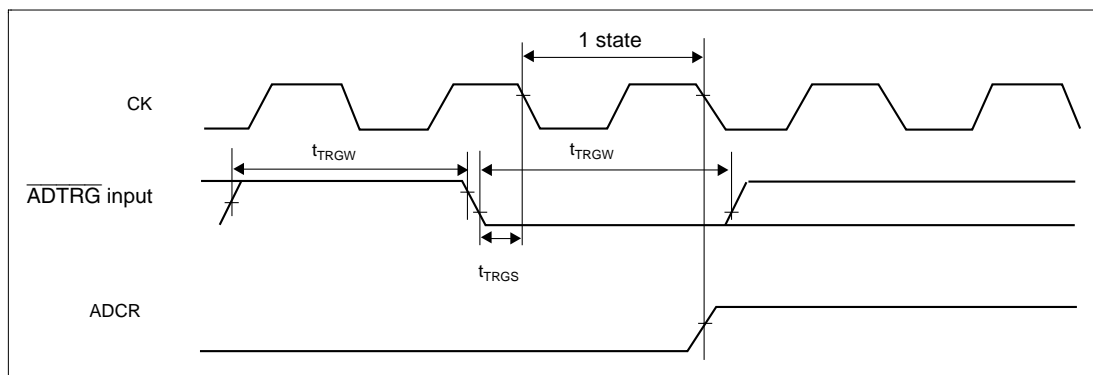 1 state
CK
tTRGW
tTRGW
ADTRG input
tTRGS
ADCR